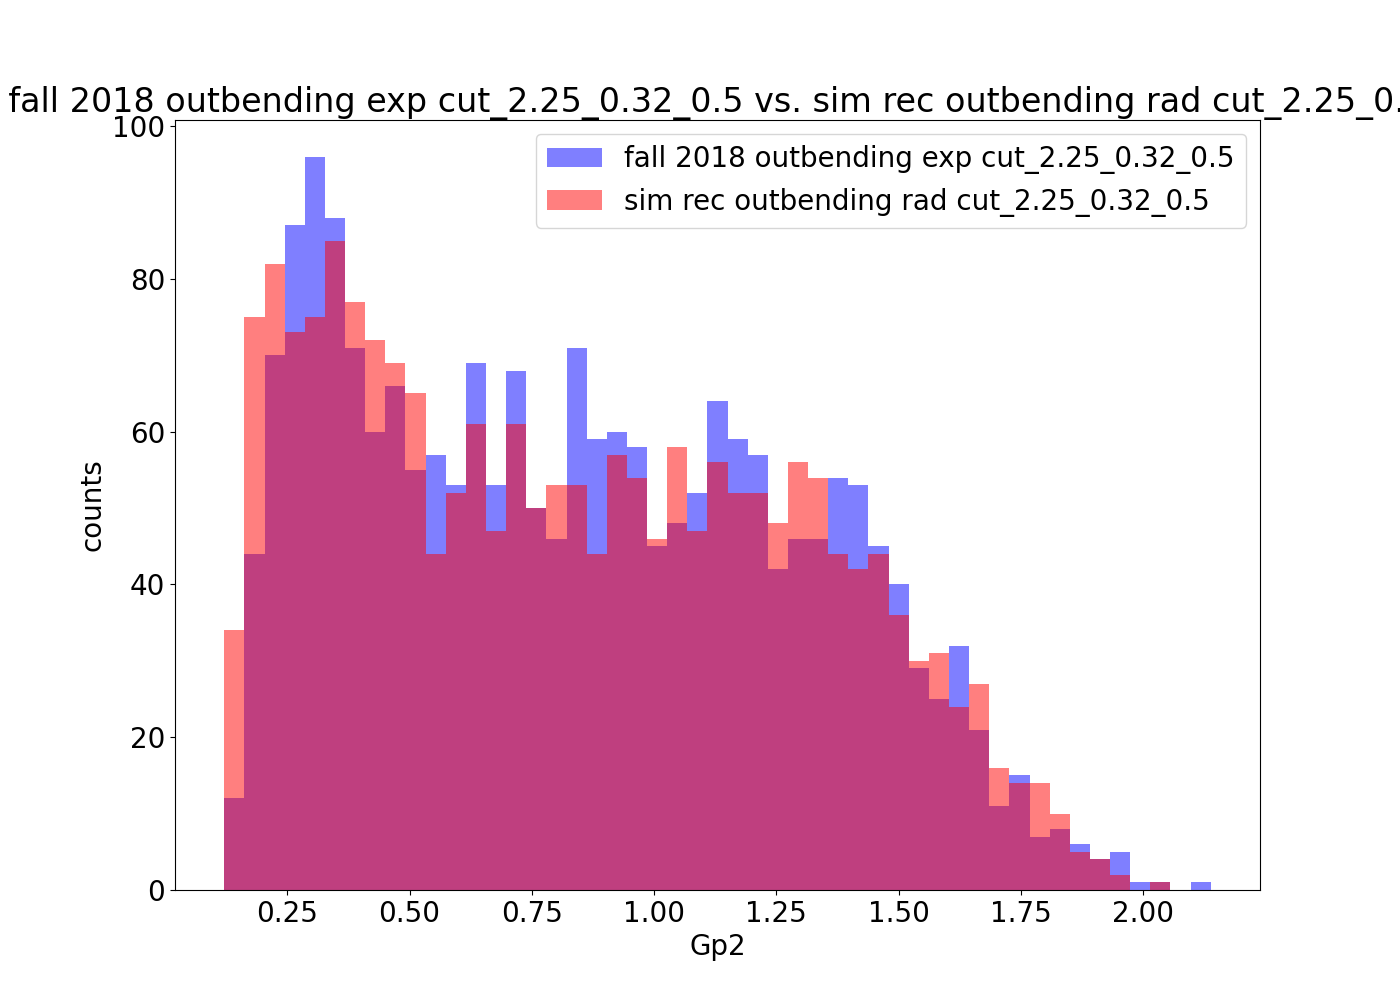 fall 2018 outbending exp cut_2.25_0.32_0.5 vs. sim rec outbending rad cut_2.25_0.
fall 2018 outbending exp cut_2.25_0.32_0.5
sim rec outbending rad cut_2.25_0.32_0.5
100
80
60
40
20
0
counts
0.25 0.50 0.75 1.00 1.25 1.50 1.75 2.00
Gp2